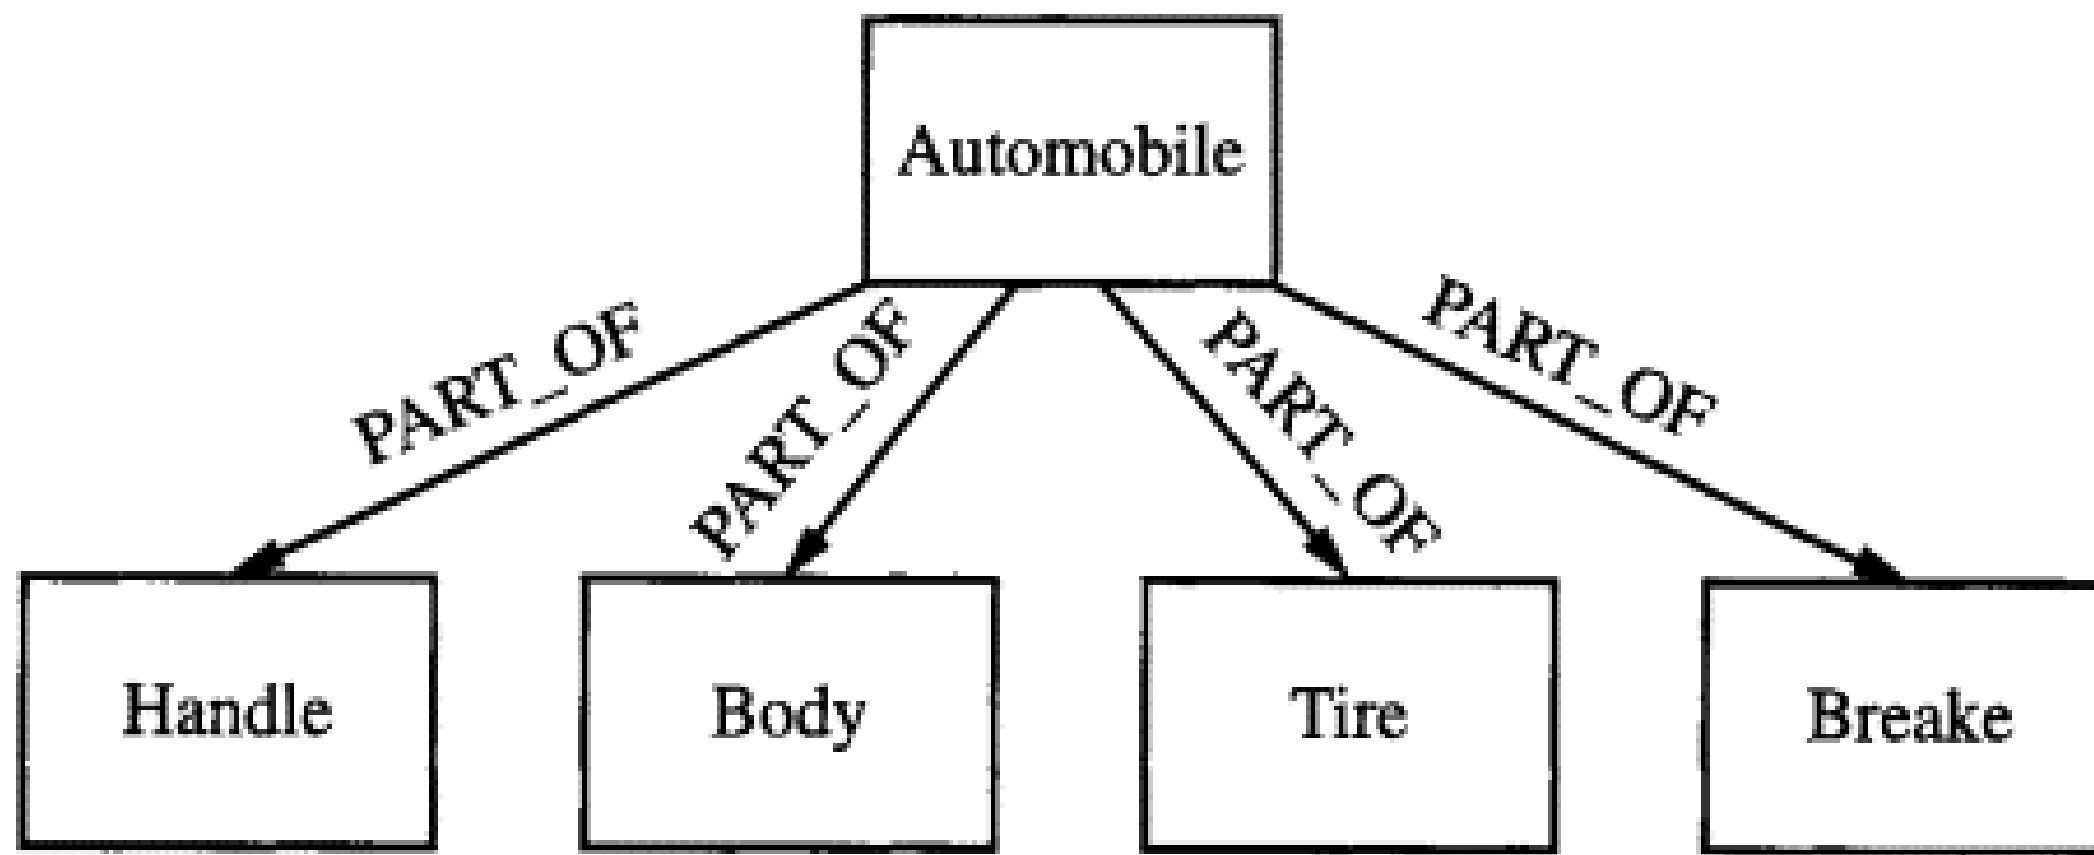 Automobile
PART_OF
PART_OF
PART_OF
PART_OF
Handle
Body
Tire
Breake